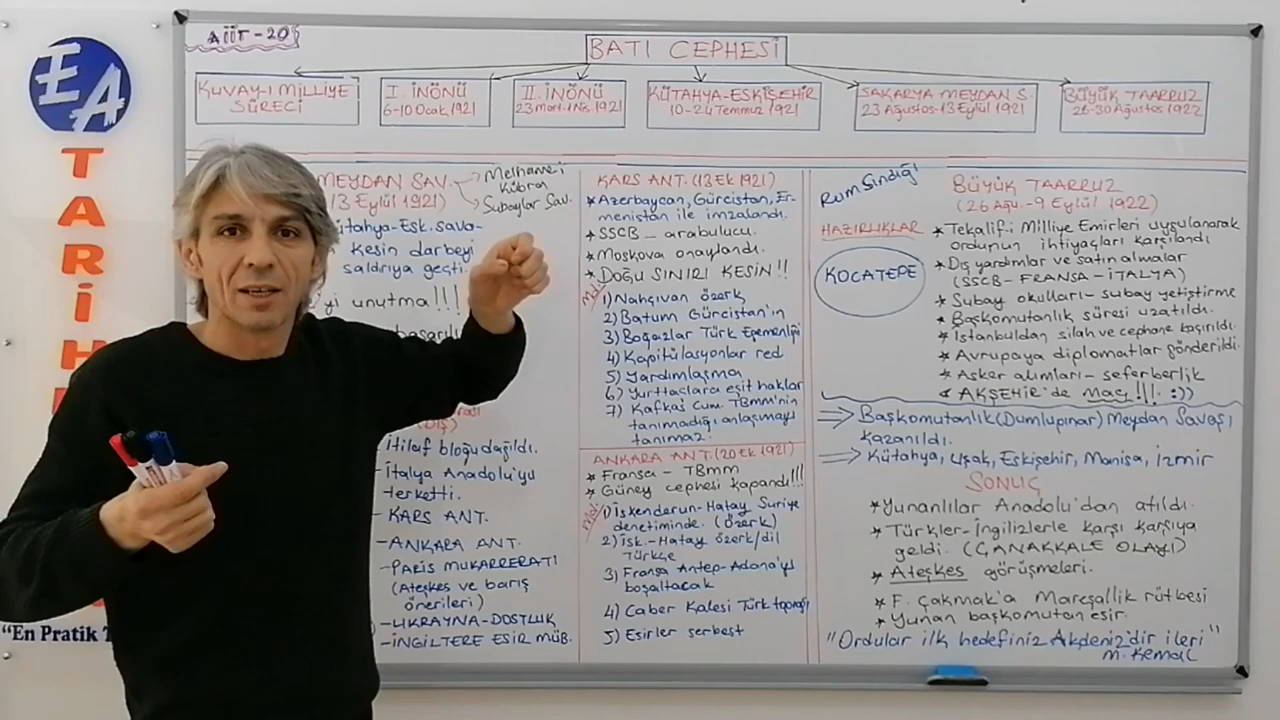 EA
TARİH
"En Pratik
AİİT-20
BATI CEPHESİ
KUVAY-I MİLLİYE
SÜRECİ
I. İNÖNÜ
6-10 Ocak 1921
II. İNÖNÜ
23 Mart-1 Nis. 1921
KÜTAHYA-ESKİŞEHİR
10-24 Temmuz 1921
SAKARYA MEYDAN S.
23 Ağustos-13 Eylül 1921
BÜYÜK TAARRUZ
26-30 Ağustos 1922
MEYDAN SAV.
Melhame-i
Kübra
Subaylar Sav.
13 Eylül 1921)
Kütahya-Esk. sava-
kesin darbeyi
saldırıya geçti.
yi unutma!!!
başarılı
(DIŞ)
İtilaf bloğu dağıldı.
- İtalya Anadolu'yu
terketti.
- KARS ANT.
- ANKARA ANT.
- PARİS MUKARRERATI
(Ateşkes ve barış
önerileri)
- UKRAYNA-DOSTLUK
- İNGİLTERE ESİR MÜB.
KARS ANT. (13 Ek 1921)
* Azerbaycan, Gürcistan, Er-
menistan ile imzalandı.
* SSCB - arabulucu.
* Moskova onaylandı.
* Doğu SINIRI KESİN!!
1) Nahçıvan özerk
2) Batum Gürcistan'ın
3) Boğazlar Türk Egemenliği
4) Kapitülasyonlar red
5) Yardımlaşma
6) Yurttaşlara eşit haklar
7) Kafkas Cum. TBMM'nin
tanımadığı anlaşmayı
tanımaz.
ANKARA ANT. (20 Ek 1921)
* Fransa - TBMM
* Güney cephesi kapandı!!!
1) İskenderun-Hatay Suriye
denetiminde. (özerk)
2) İsk.-Hatay özerk/dil
Türkçe
3) Fransa Antep-Adana'yı
boşaltacak
4) Caber Kalesi Türk toprağı
5) Esirler serbest
Rum Sındığı
BÜYÜK TAARRUZ
(26 Ağu.-9 Eylül 1922)
HAZIRLIKLAR
KOCATEPE
* Tekalif-i Milliye Emirleri uygulanarak
ordunun ihtiyaçları karşılandı
* Dış yardımlar ve satın almalar
(SSCB-FRANSA-İTALYA)
* Subay okulları-subay yetiştirme
* Başkomutanlık süresi uzatıldı.
* İstanbuldan silah ve cephane kaçırıldı.
* Avrupaya diplomatlar gönderildi.
* Asker alımları-seferberlik
* AKŞEHİR'de Maç!!! :))
⇒ Başkomutanlık (Dumlupınar) Meydan Savaşı
kazanıldı.
⇒ Kütahya, Uşak, Eskişehir, Manisa, İzmir
SONUÇ
* Yunanlılar Anadolu'dan atıldı.
* Türkler-İngilizlerle karşı karşıya
geldi. (ÇANAKKALE OLAYI)
* Ateşkes görüşmeleri.
* F. Çakmak'a Mareşallik rütbesi
* Yunan başkomutan esir.
"Ordular ilk hedefiniz Akdeniz'dir ileri"
M. Kemal